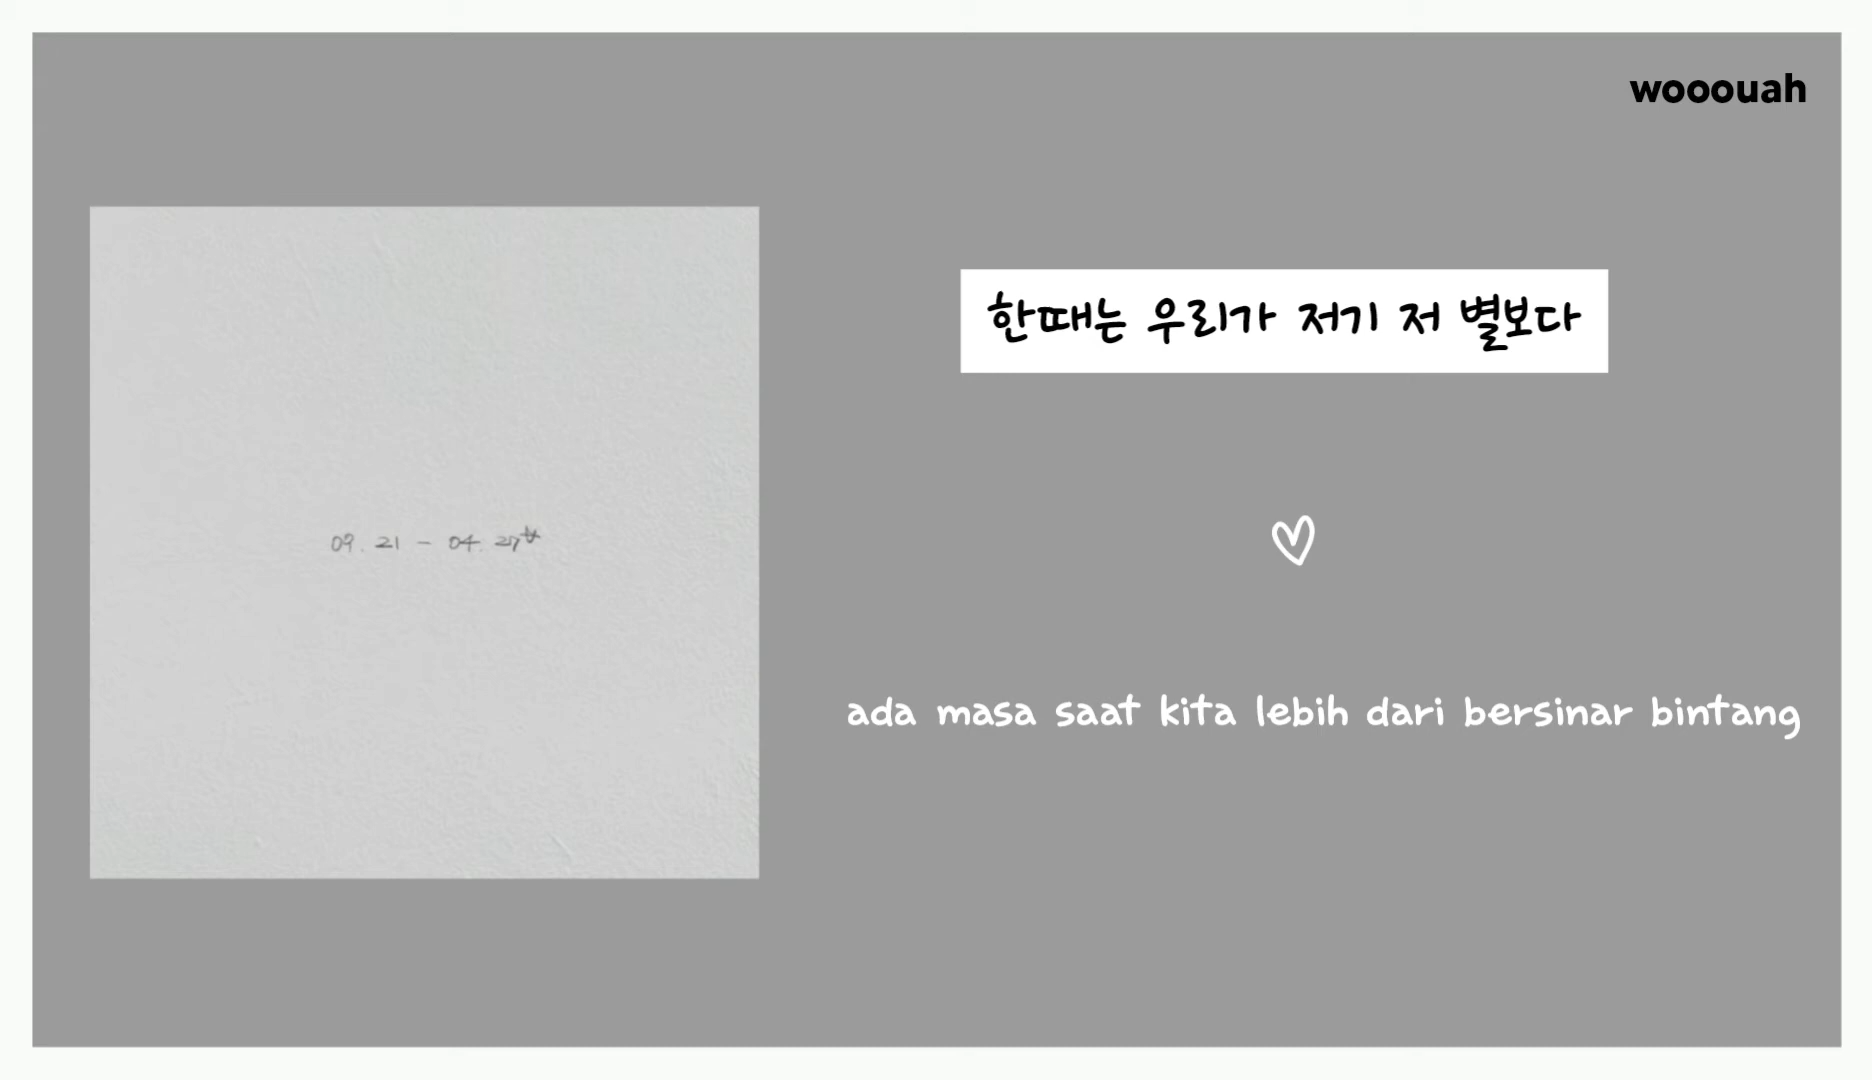 wooouah
한때는 우리가 저기 저 별보다
09. 21 - 04. 27
ada masa saat kita lebih dari bersinar bintang